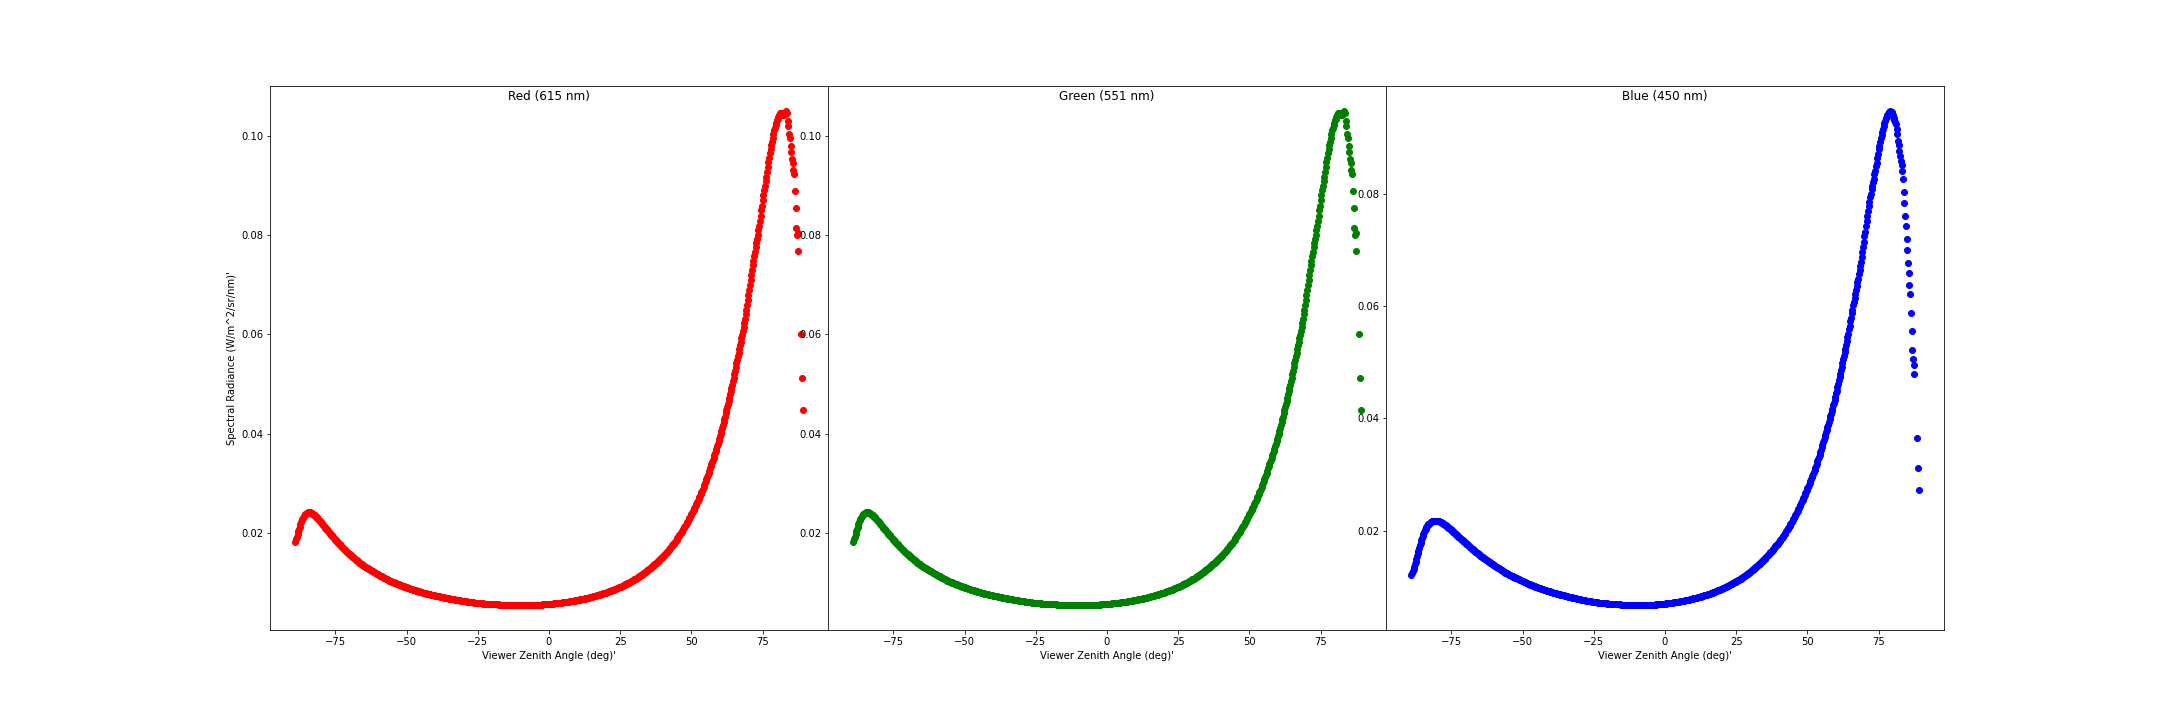 Red (615 nm)
Green (551 nm)
Blue (450 nm)
Spectral Radiance (W/m^2/sr/nm)'
0.10
0.08
0.06
0.04
0.02
0.10
0.08
0.06
0.04
0.02
0.08
0.06
0.04
0.02
−75 −50 −25 0 25 50 75
−75 −50 −25 0 25 50 75
−75 −50 −25 0 25 50 75
Viewer Zenith Angle (deg)'
Viewer Zenith Angle (deg)'
Viewer Zenith Angle (deg)'